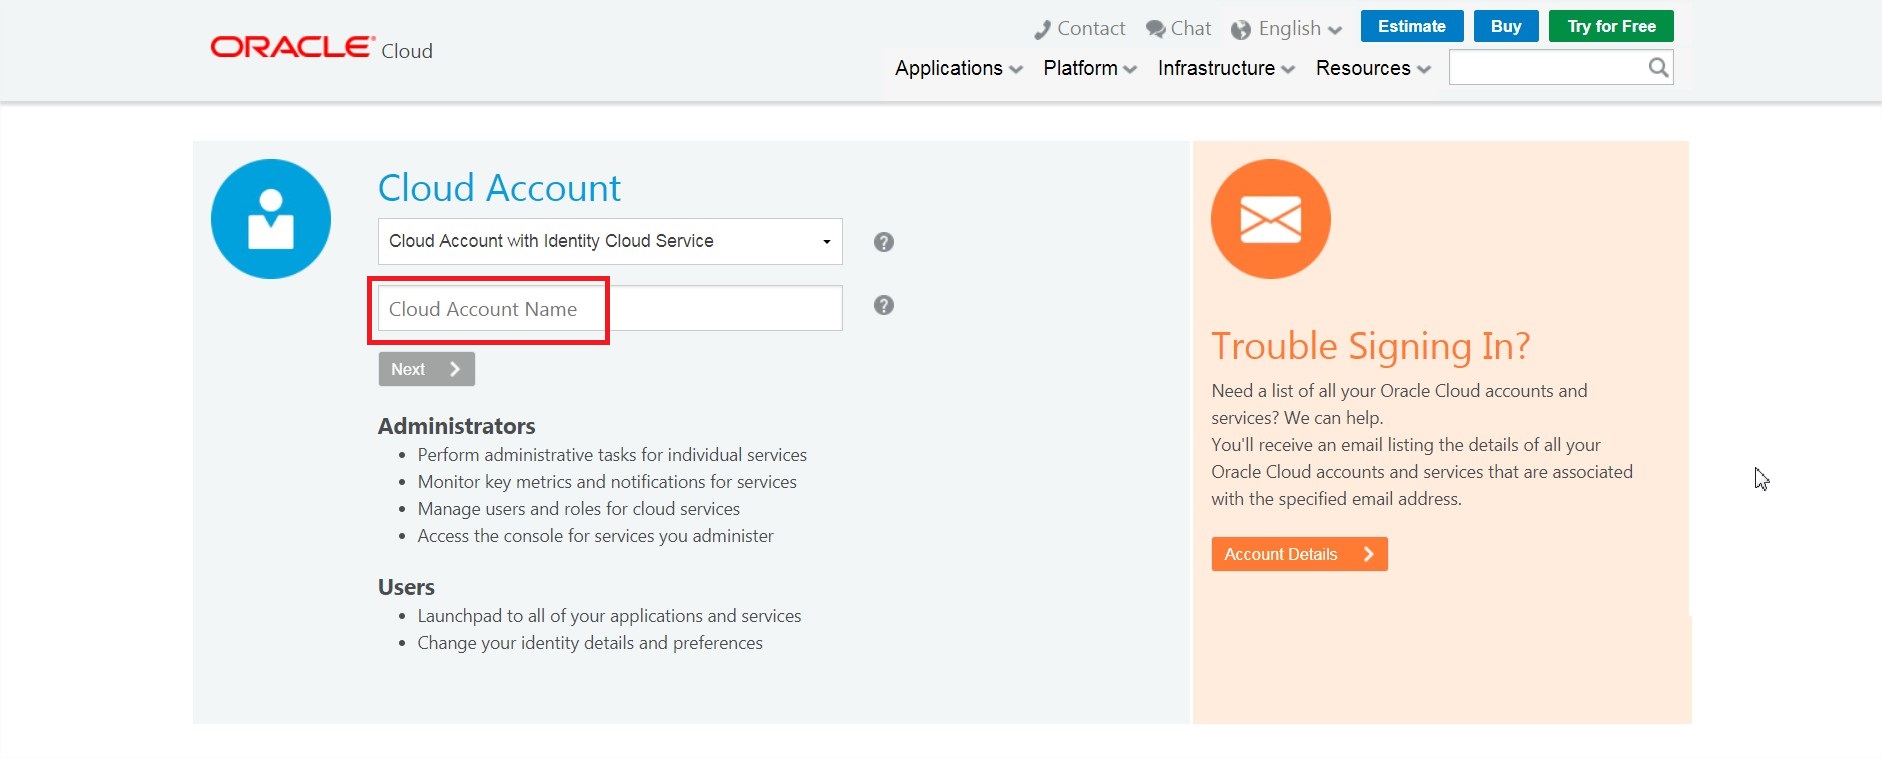 ORACLE Cloud
Contact Chat English Estimate Buy Try for Free
Applications Platform Infrastructure Resources
Cloud Account
Cloud Account with Identity Cloud Service
?
Cloud Account Name
?
Next
Administrators
• Perform administrative tasks for individual services
• Monitor key metrics and notifications for services
• Manage users and roles for cloud services
• Access the console for services you administer
Users
• Launchpad to all of your applications and services
• Change your identity details and preferences
Trouble Signing In?
Need a list of all your Oracle Cloud accounts and
services? We can help.
You'll receive an email listing the details of all your
Oracle Cloud accounts and services that are associated
with the specified email address.
Account Details